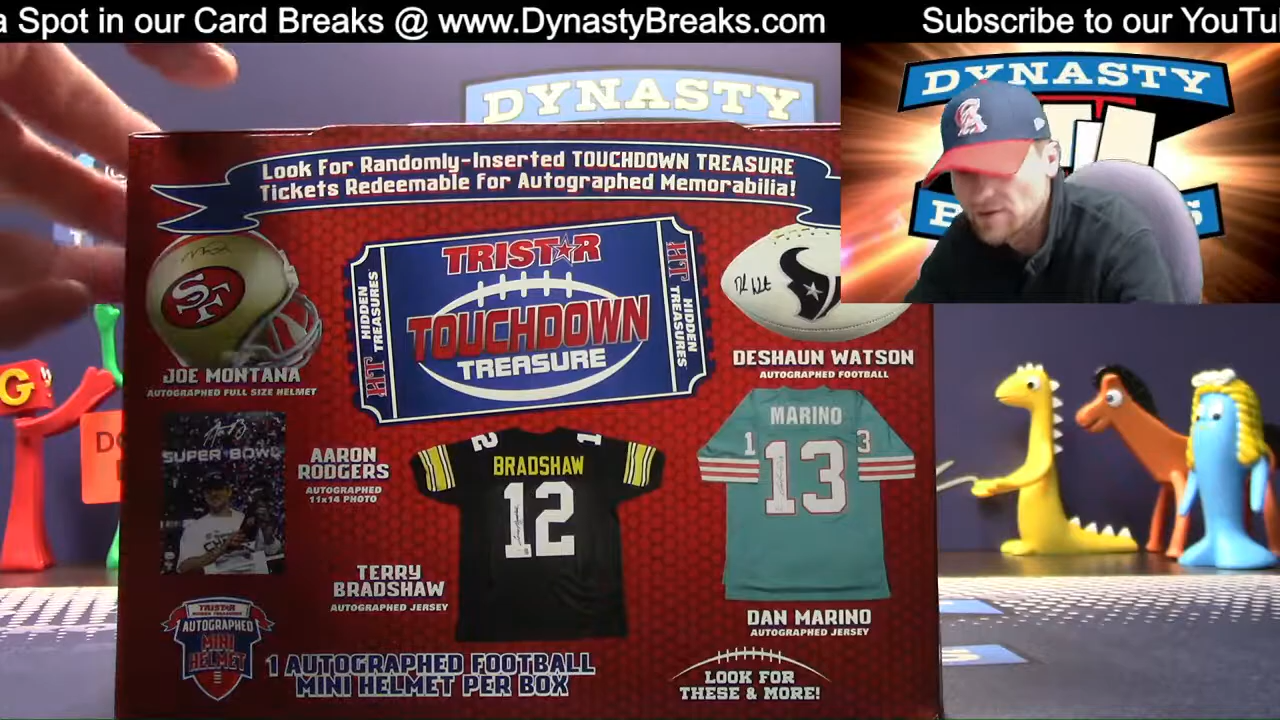 a Spot in our Card Breaks @ www.DynastyBreaks.com
Subscribe to our YouTu
DYNASTY
DYNASTY
Look For Randomly-Inserted TOUCHDOWN TREASURE
Tickets Redeemable for Autographed Memorabilia!
TRISTAR
TOUCHDOWN
TREASURE
HIDDEN TREASURES
HT
HT
HIDDEN TREASURES
SF
JOE MONTANA
AUTOGRAPHED FULL SIZE HELMET
DESHAUN WATSON
AUTOGRAPHED FOOTBALL
SUPER BOWL
AARON
RODGERS
AUTOGRAPHED
11x14 PHOTO
12
BRADSHAW
12
TERRY
BRADSHAW
AUTOGRAPHED JERSEY
MARINO
1 3
13
DAN MARINO
AUTOGRAPHED JERSEY
TRISTAR
AUTOGRAPHED
MINI
HELMET
1 AUTOGRAPHED FOOTBALL
MINI HELMET PER BOX
LOOK FOR
THESE & MORE!
G